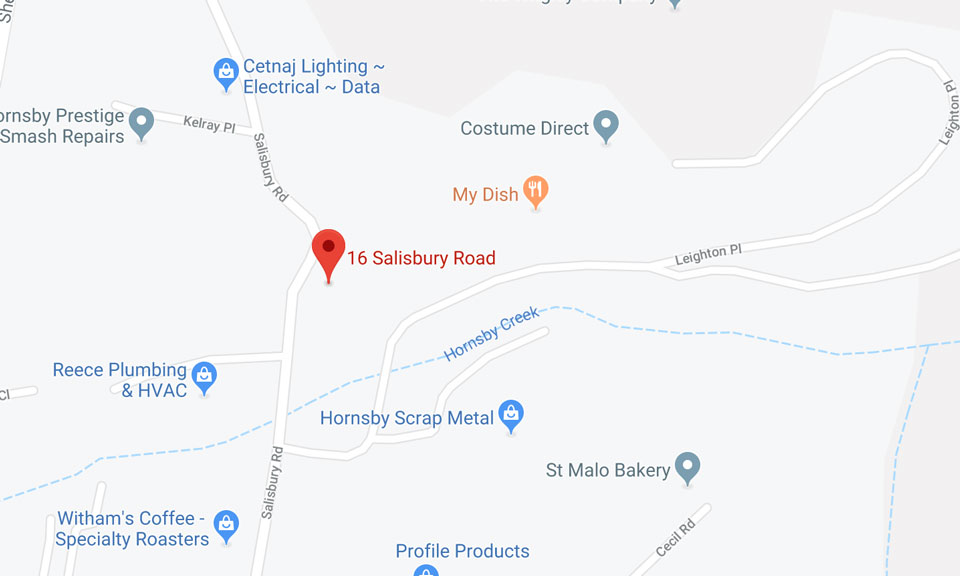 Cetnaj Lighting ~
Electrical ~ Data
Leighton Pl
ornsby Prestige
Smash Repairs
Kelray Pl
Costume Direct
Salisbury Rd
My Dish
16 Salisbury Road
Leighton Pl
Hornsby Creek
Reece Plumbing
& HVAC
Cl
Hornsby Scrap Metal
St Malo Bakery
Salisbury Rd
Witham's Coffee -
Specialty Roasters
Cecil Rd
Profile Products